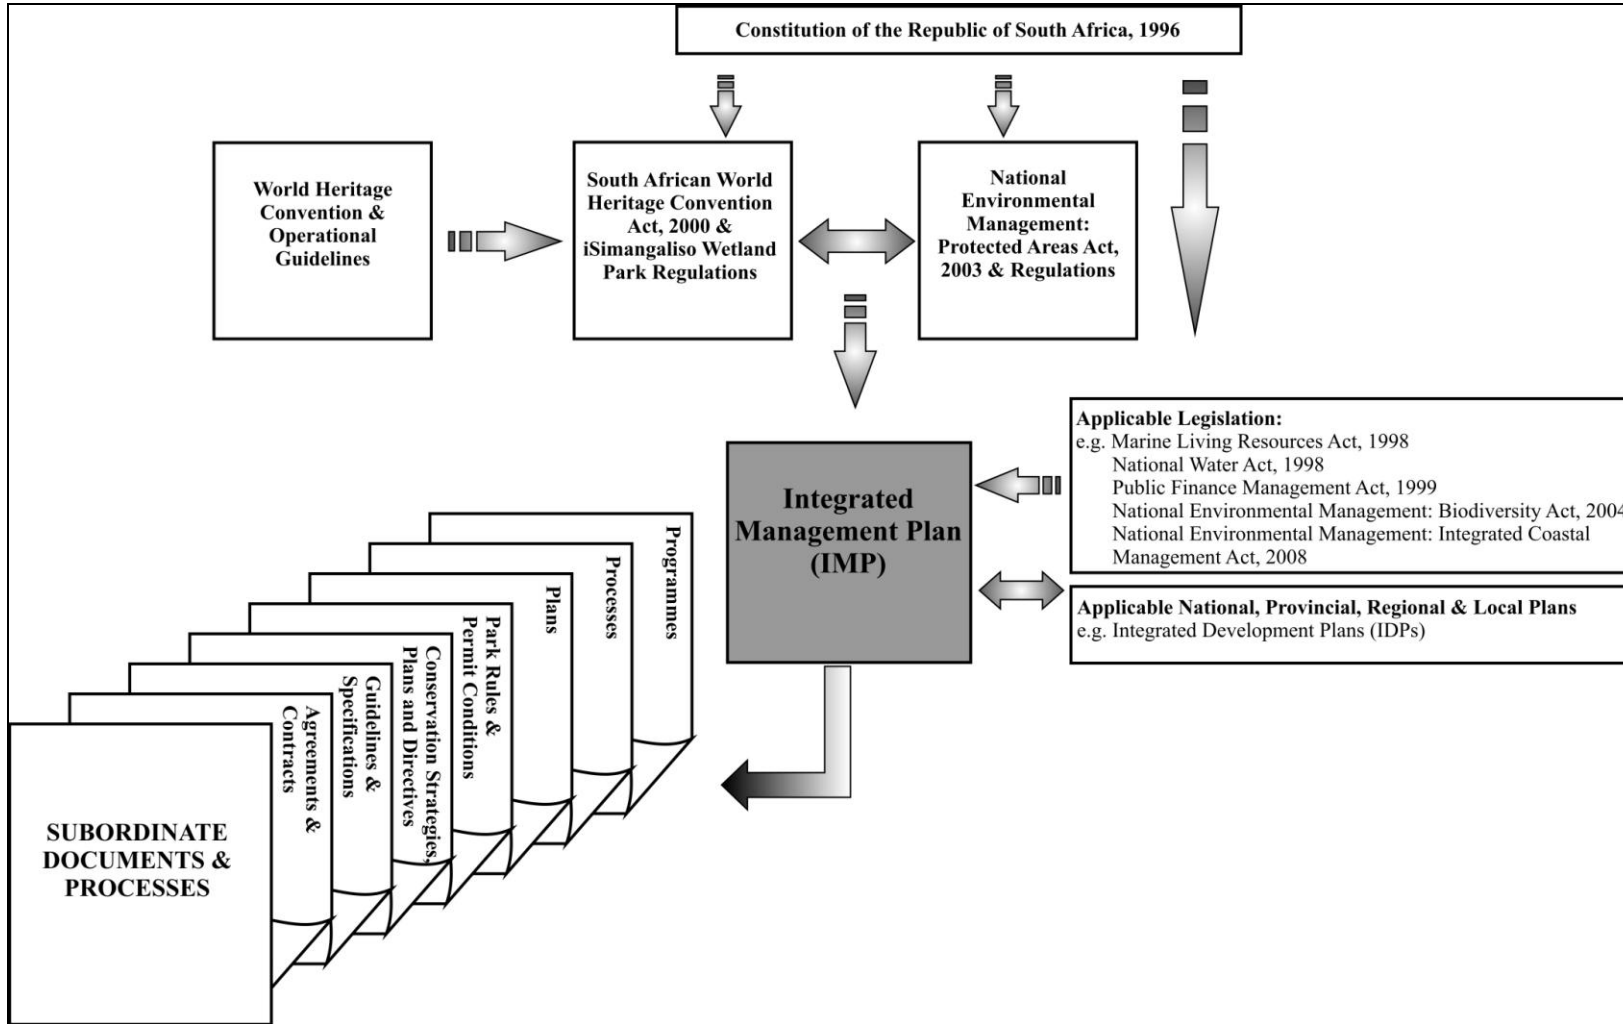 Constitution of the Republic of South Africa, 1996
World Heritage
Convention &
Operational
Guidelines
South African World
Heritage Convention
Act, 2000 &
iSimangaliso Wetland
Park Regulations
National
Environmental
Management:
Protected Areas Act,
2003 & Regulations
Applicable Legislation:
e.g. Marine Living Resources Act, 1998
National Water Act, 1998
Public Finance Management Act, 1999
National Environmental Management: Biodiversity Act, 2004
National Environmental Management: Integrated Coastal
Management Act, 2008
Integrated
Management Plan
(IMP)
Applicable National, Provincial, Regional & Local Plans
e.g. Integrated Development Plans (IDPs)
SUBORDINATE
DOCUMENTS &
PROCESSES
Agreements &
Contracts
Guidelines &
Specifications
Conservation Strategies,
Plans and Directives
Park Rules &
Permit Conditions
Plans
Processes
Programmes